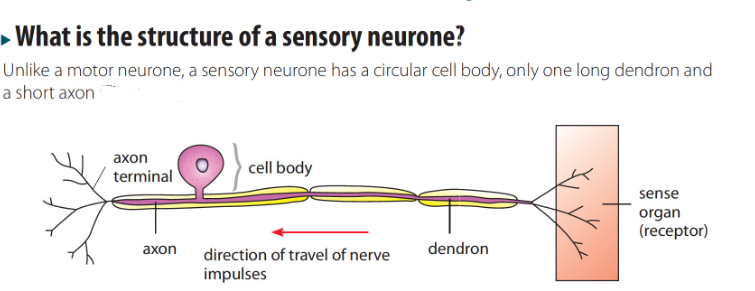 What is the structure of a sensory neurone?
Unlike a motor neurone, a sensory neurone has a circular cell body, only one long dendron and
a short axon
axon
terminal
cell body
sense
organ
(receptor)
axon
direction of travel of nerve
impulses
dendron